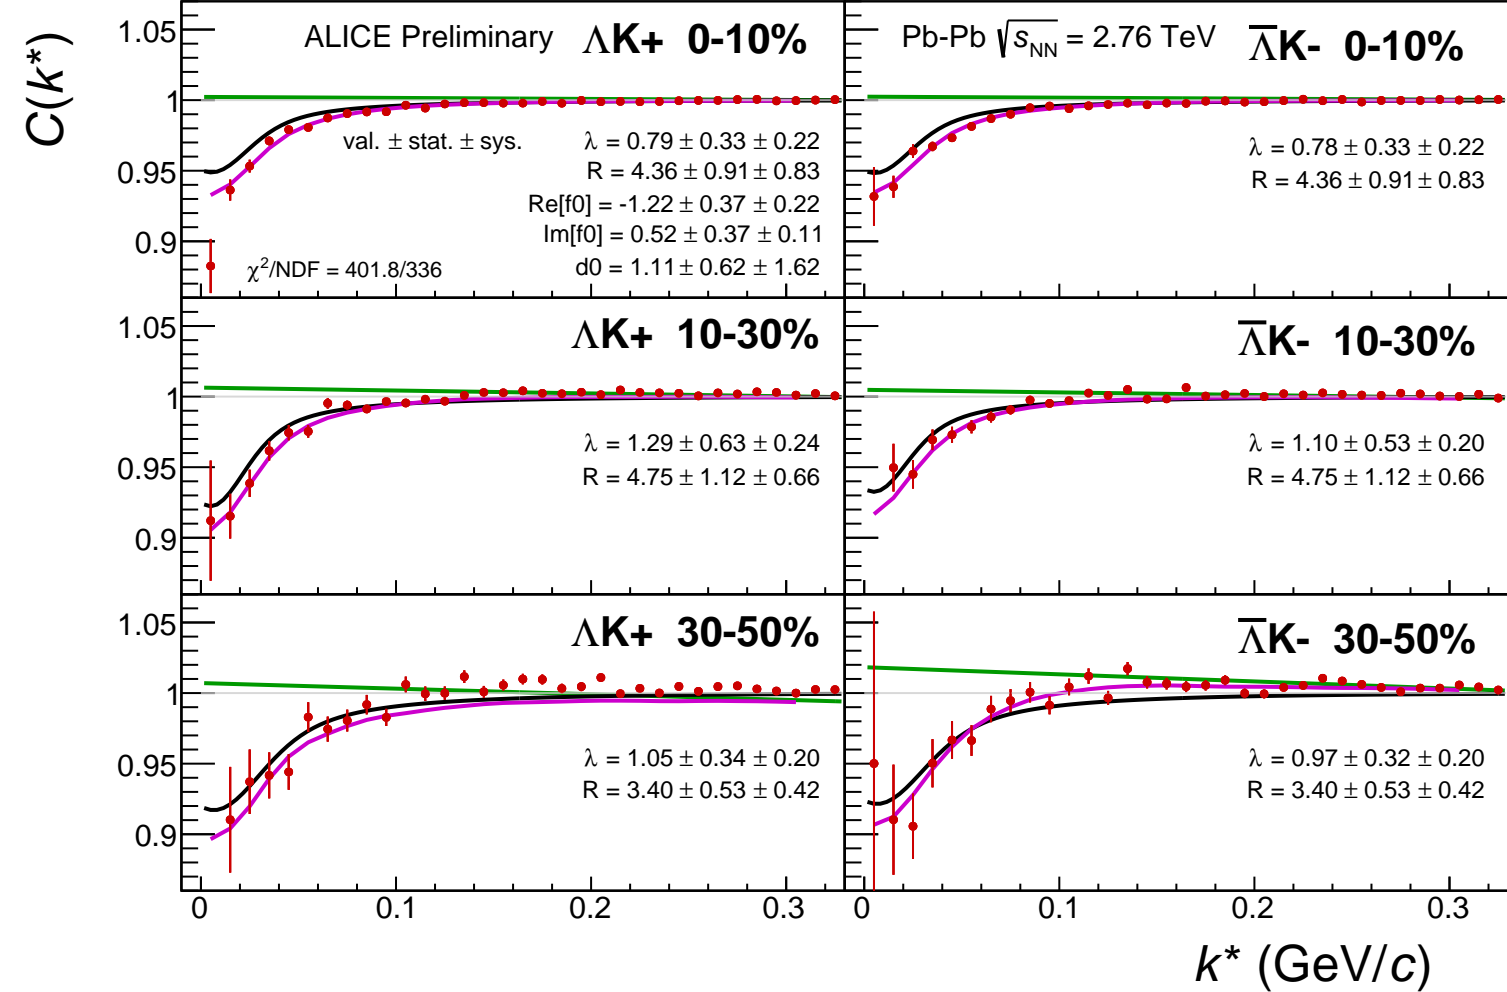 C(k*)
ALICE Preliminary ΛK+ 0-10%
1.05
1
0.95
0.9
val. ± stat. ± sys.
λ = 0.79 ± 0.33 ± 0.22
R = 4.36 ± 0.91 ± 0.83
Re[f0] = -1.22 ± 0.37 ± 0.22
Im[f0] = 0.52 ± 0.37 ± 0.11
d0 = 1.11 ± 0.62 ± 1.62
χ²/NDF = 401.8/336
Pb-Pb √s_NN = 2.76 TeV Λ̅K- 0-10%
λ = 0.78 ± 0.33 ± 0.22
R = 4.36 ± 0.91 ± 0.83
ΛK+ 10-30%
1.05
1
0.95
0.9
λ = 1.29 ± 0.63 ± 0.24
R = 4.75 ± 1.12 ± 0.66
Λ̅K- 10-30%
λ = 1.10 ± 0.53 ± 0.20
R = 4.75 ± 1.12 ± 0.66
ΛK+ 30-50%
1.05
1
0.95
0.9
λ = 1.05 ± 0.34 ± 0.20
R = 3.40 ± 0.53 ± 0.42
Λ̅K- 30-50%
λ = 0.97 ± 0.32 ± 0.20
R = 3.40 ± 0.53 ± 0.42
0 0.1 0.2 0.3
0 0.1 0.2 0.3
k* (GeV/c)